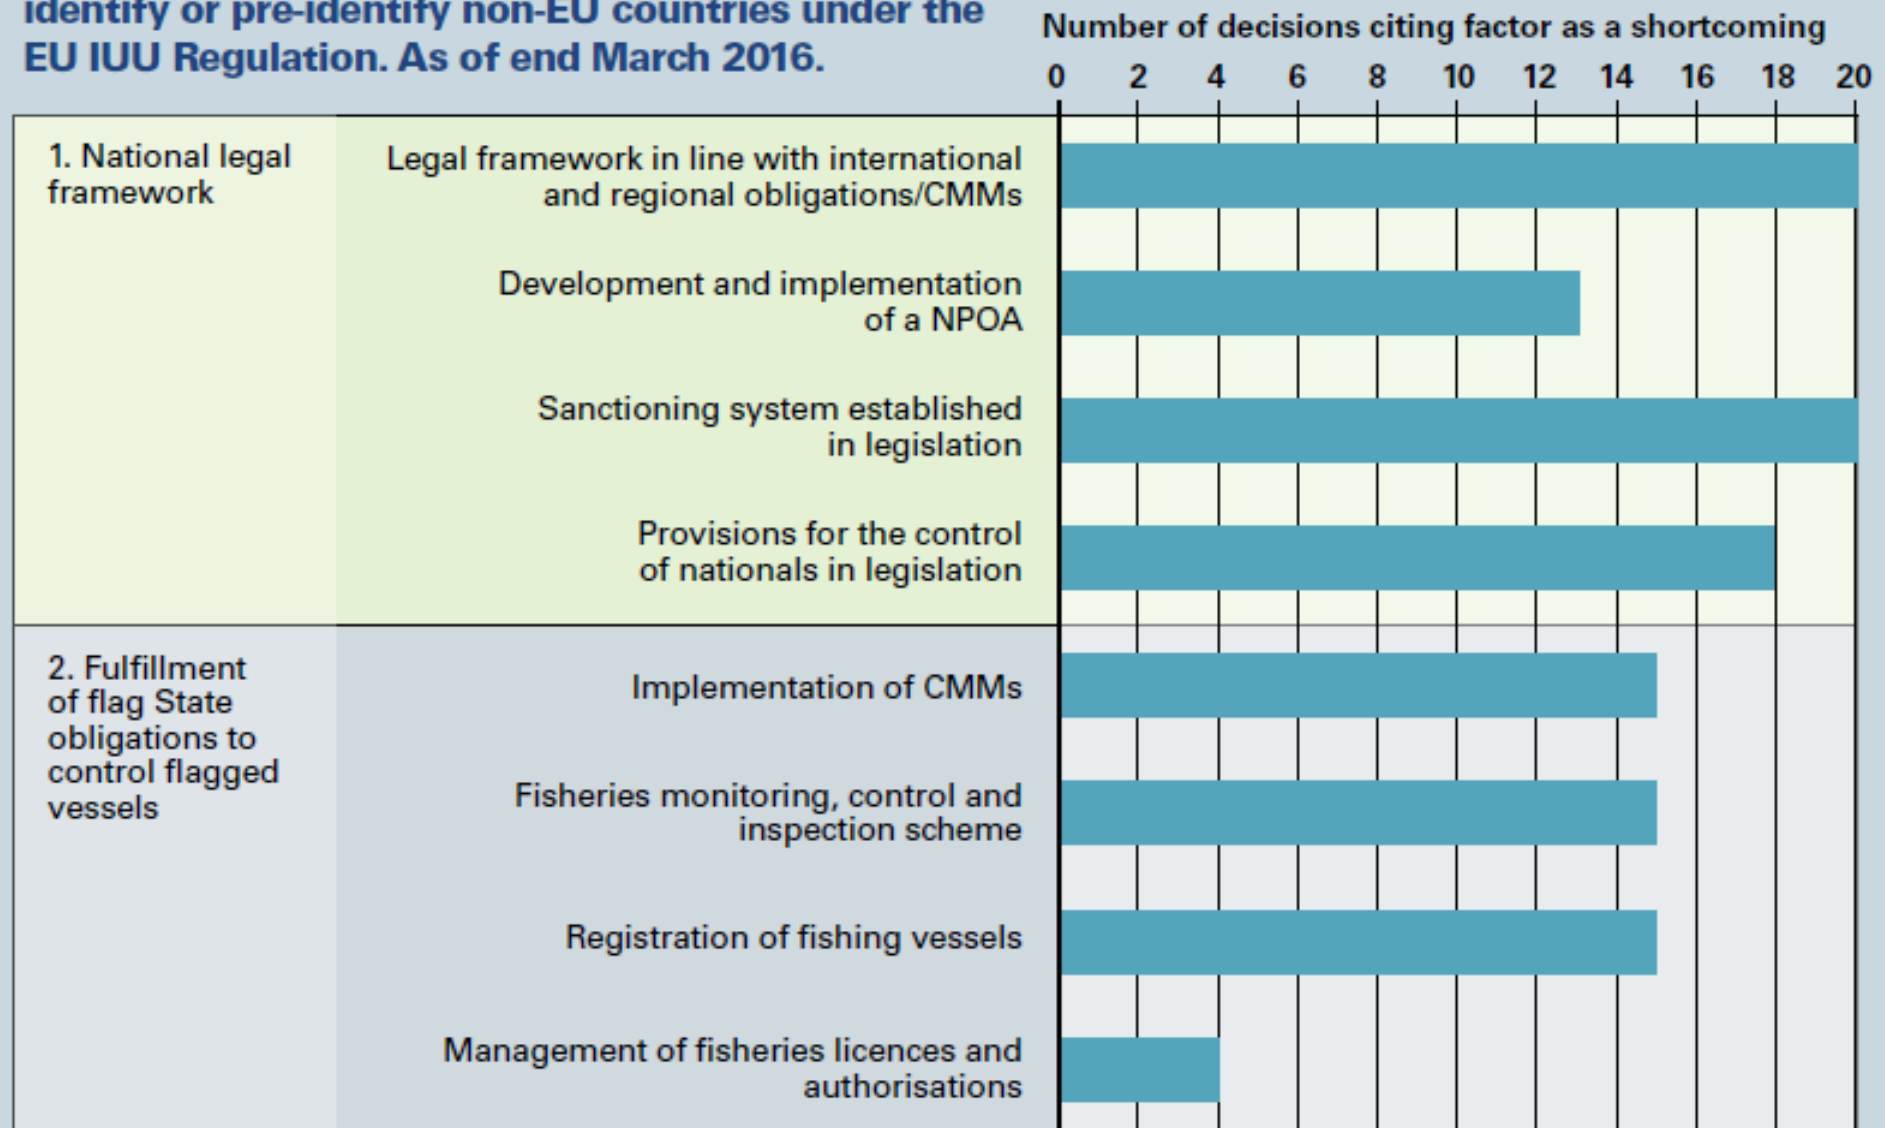 identify or pre-identify non-EU countries under the
EU IUU Regulation. As of end March 2016.
Number of decisions citing factor as a shortcoming
0 2 4 6 8 10 12 14 16 18 20
1. National legal
framework
Legal framework in line with international
and regional obligations/CMMs
Development and implementation
of a NPOA
Sanctioning system established
in legislation
Provisions for the control
of nationals in legislation
2. Fulfillment
of flag State
obligations to
control flagged
vessels
Implementation of CMMs
Fisheries monitoring, control and
inspection scheme
Registration of fishing vessels
Management of fisheries licences and
authorisations